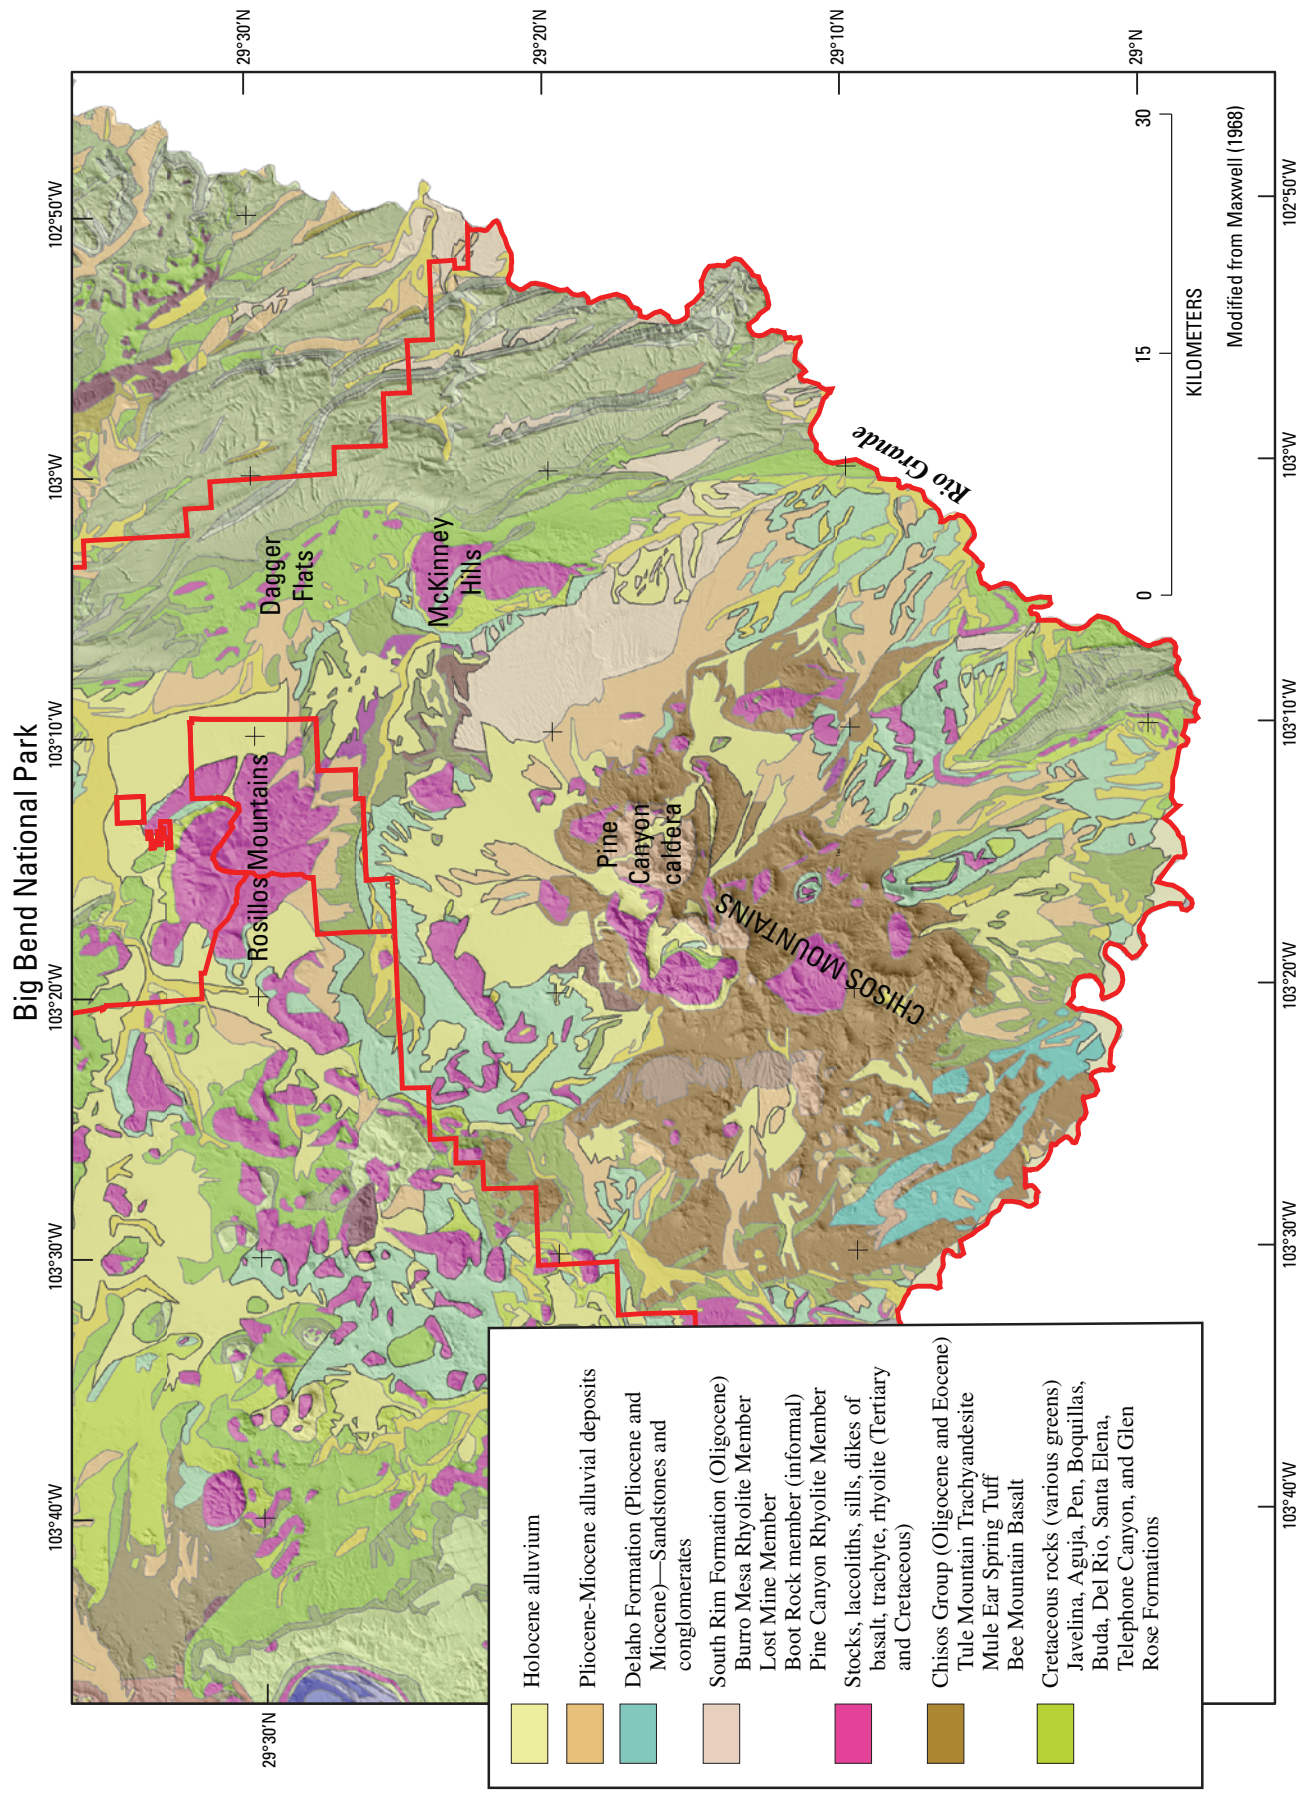 Big Bend National Park
103°40'W
103°30'W
103°20'W
103°10'W
103°W
102°50'W
29°30'N
29°20'N
29°10'N
29°N
29°30'N
103°40'W
103°30'W
103°20'W
103°10'W
103°W
102°50'W
Rosillos Mountains
Dagger
Flats
McKinney
Hills
Pine
Canyon
caldera
CHISOS MOUNTAINS
Rio Grande
0
15
30
KILOMETERS
Modified from Maxwell (1968)
Holocene alluvium
Pliocene-Miocene alluvial deposits
Delaho Formation (Pliocene and
Miocene)—Sandstones and
conglomerates
South Rim Formation (Oligocene)
Burro Mesa Rhyolite Member
Lost Mine Member
Boot Rock member (informal)
Pine Canyon Rhyolite Member
Stocks, laccoliths, sills, dikes of
basalt, trachyte, rhyolite (Tertiary
and Cretaceous)
Chisos Group (Oligocene and Eocene)
Tule Mountain Trachyandesite
Mule Ear Spring Tuff
Bee Mountain Basalt
Cretaceous rocks (various greens)
Javelina, Aguja, Pen, Boquillas,
Buda, Del Rio, Santa Elena,
Telephone Canyon, and Glen
Rose Formations